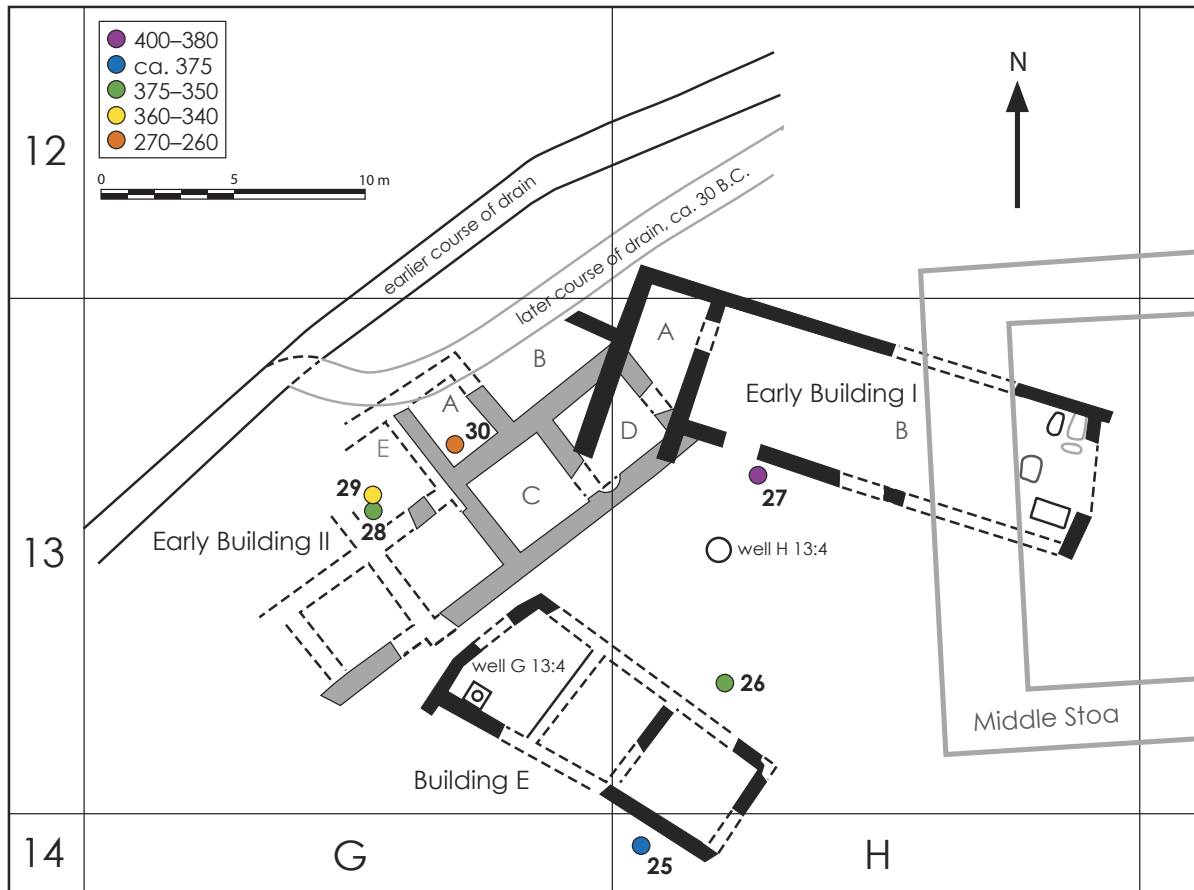 400–380
ca. 375
375–350
360–340
270–260
0 5 10 m
N
12
earlier course of drain
later course of drain, ca. 30 B.C.
A
B
A
Early Building I
B
E
30
D
C
29
28
27
13
Early Building II
well H 13:4
well G 13:4
26
Middle Stoa
Building E
14
G
25
H